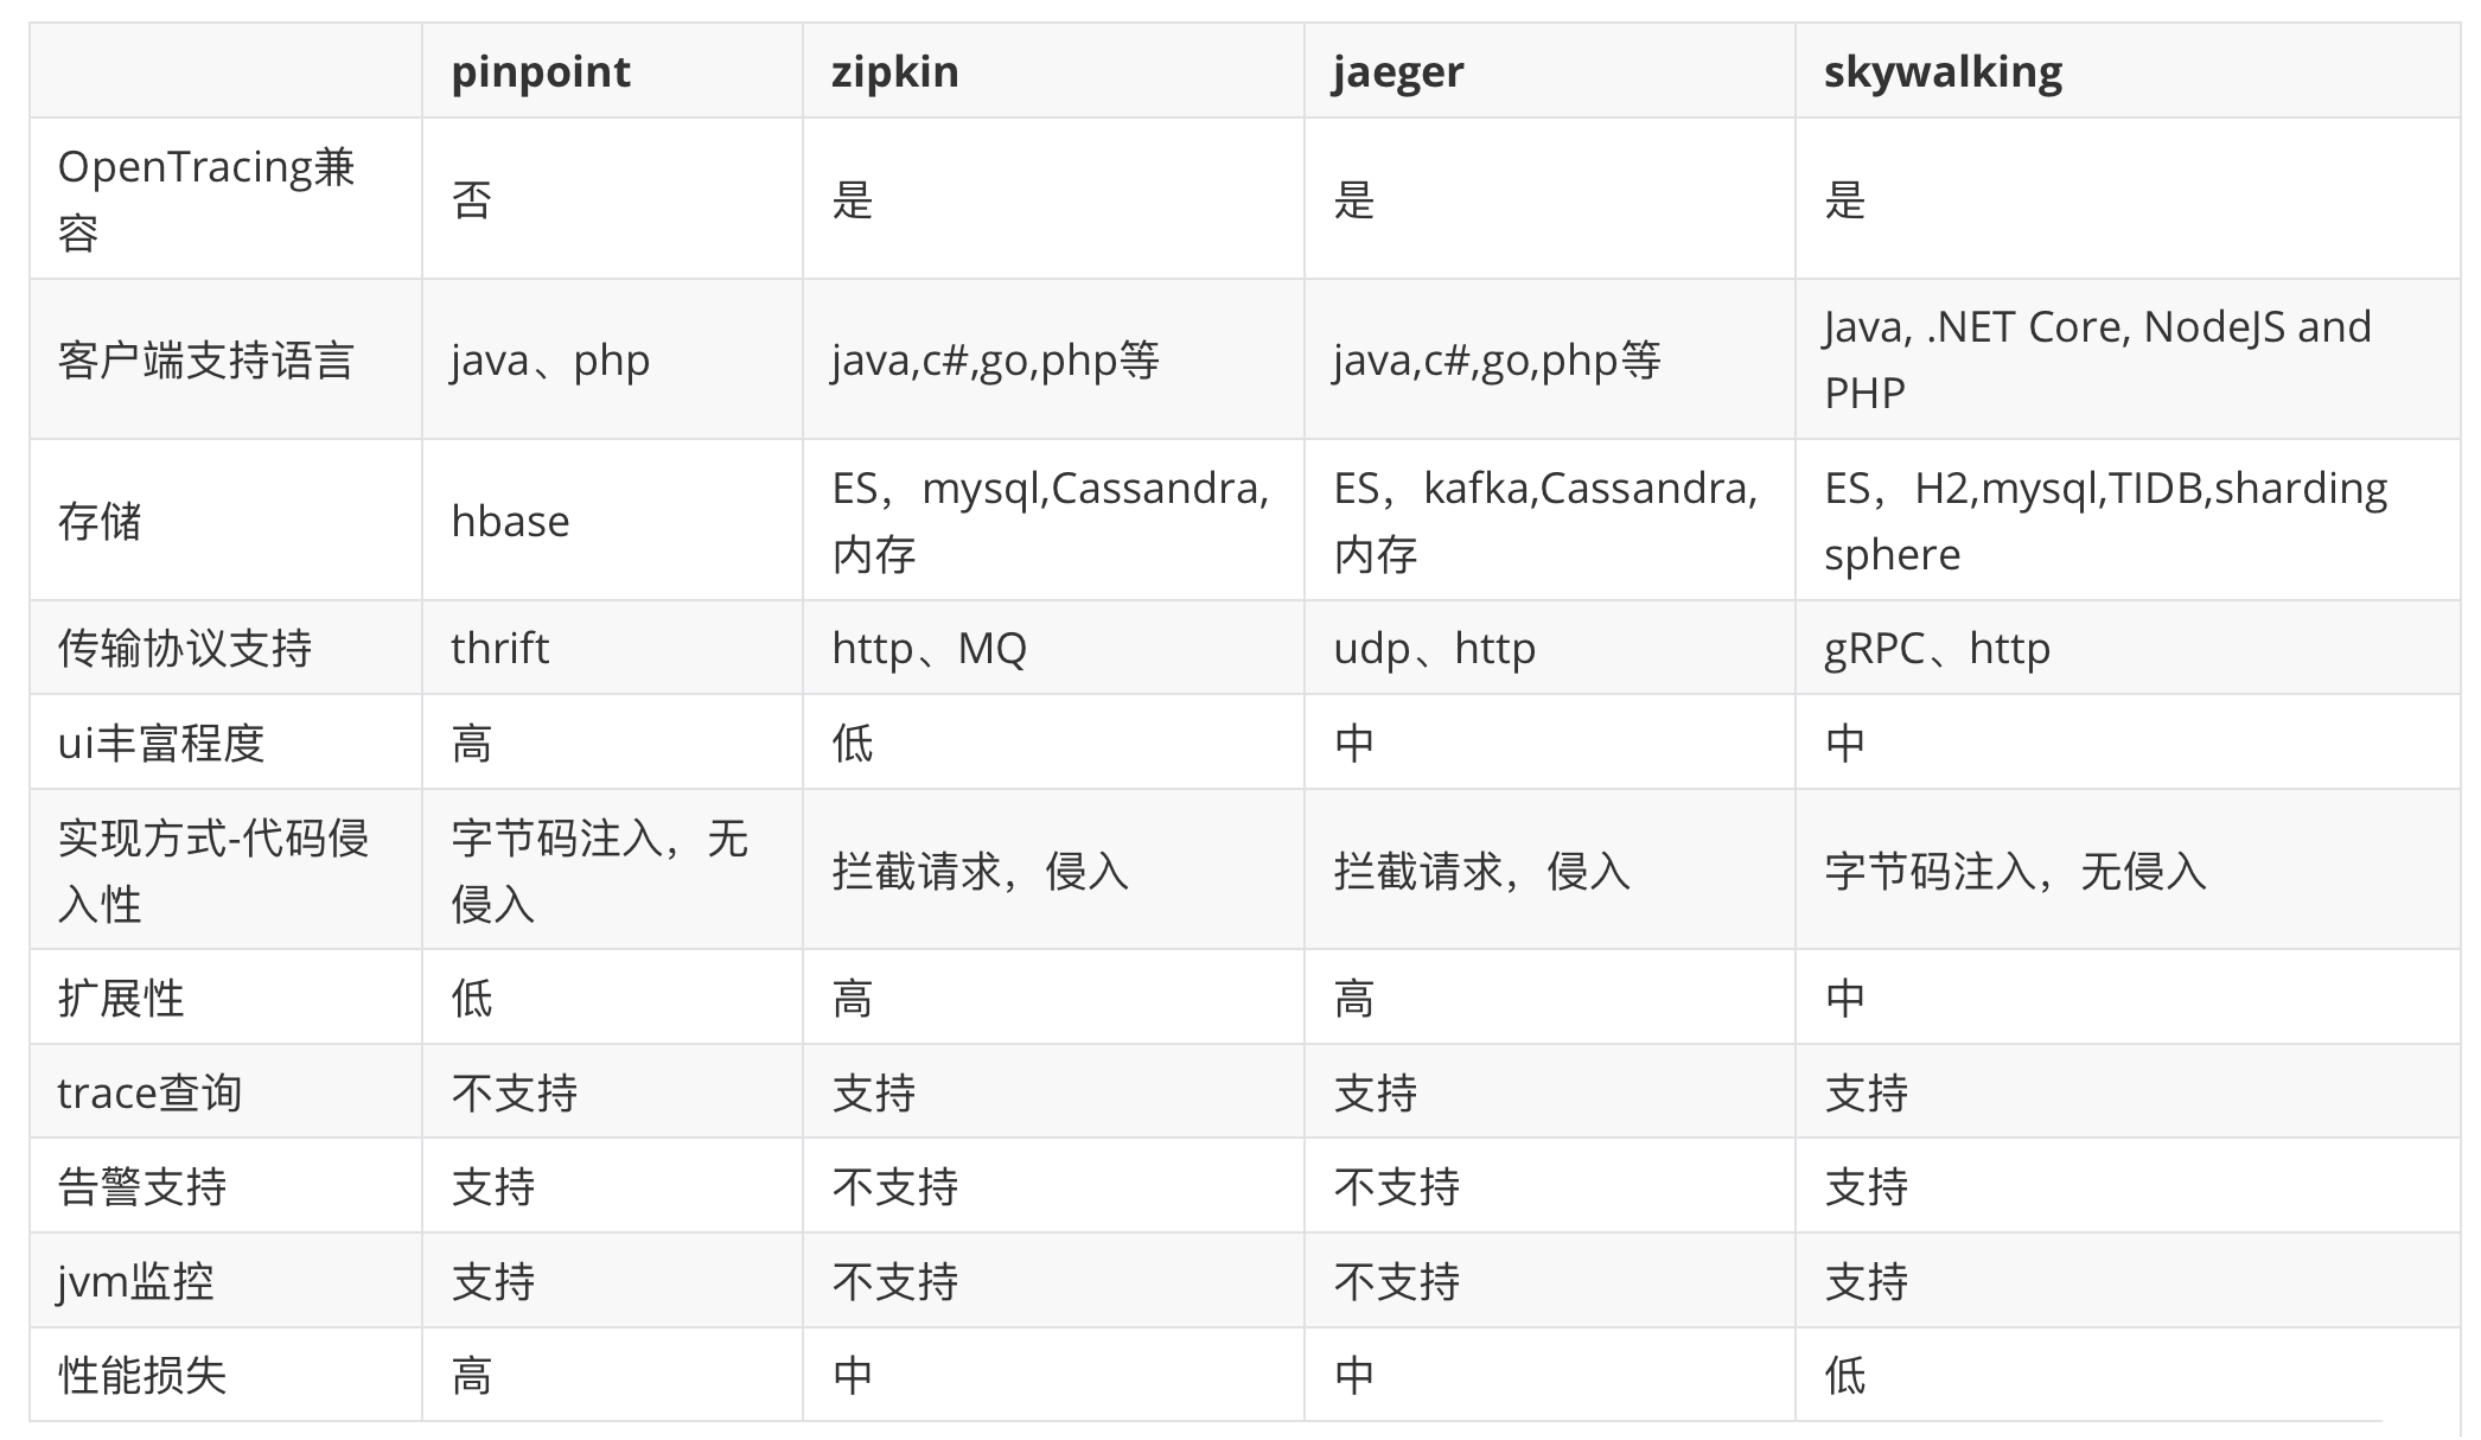 pinpoint zipkin jaeger skywalking
OpenTracing兼
容
否 是 是 是
客户端支持语言 java、php java,c#,go,php等 java,c#,go,php等 Java, .NET Core, NodeJS and
PHP
存储 hbase ES，mysql,Cassandra,
内存 ES，kafka,Cassandra,
内存 ES，H2,mysql,TIDB,sharding
sphere
传输协议支持 thrift http、MQ udp、http gRPC、http
ui丰富程度 高 低 中 中
实现方式-代码侵
入性 字节码注入，无
侵入 拦截请求，侵入 拦截请求，侵入 字节码注入，无侵入
扩展性 低 高 高 中
trace查询 不支持 支持 支持 支持
告警支持 支持 不支持 不支持 支持
jvm监控 支持 不支持 不支持 支持
性能损失 高 中 中 低